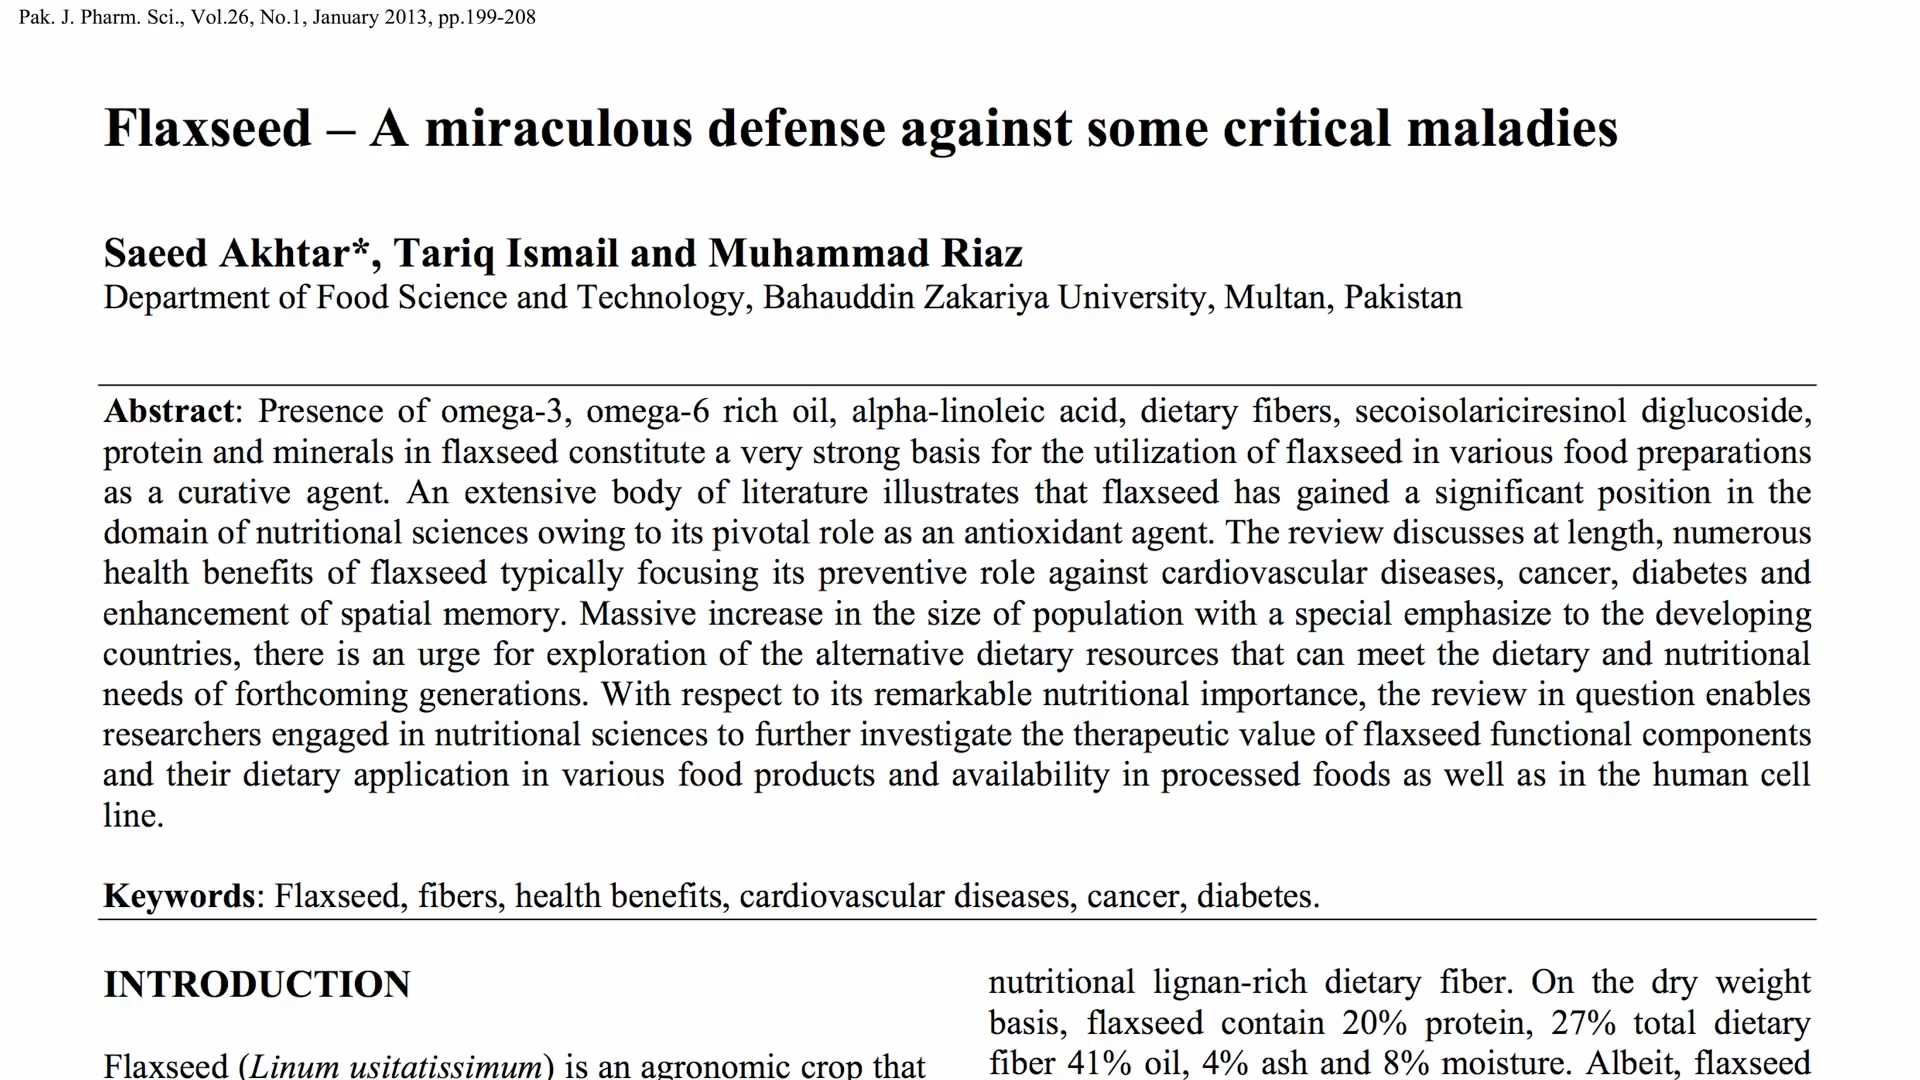 Pak. J. Pharm. Sci., Vol.26, No.1, January 2013, pp.199-208
Flaxseed – A miraculous defense against some critical maladies
Saeed Akhtar*, Tariq Ismail and Muhammad Riaz
Department of Food Science and Technology, Bahauddin Zakariya University, Multan, Pakistan
Abstract: Presence of omega-3, omega-6 rich oil, alpha-linoleic acid, dietary fibers, secoisolariciresinol diglucoside,
protein and minerals in flaxseed constitute a very strong basis for the utilization of flaxseed in various food preparations
as a curative agent. An extensive body of literature illustrates that flaxseed has gained a significant position in the
domain of nutritional sciences owing to its pivotal role as an antioxidant agent. The review discusses at length, numerous
health benefits of flaxseed typically focusing its preventive role against cardiovascular diseases, cancer, diabetes and
enhancement of spatial memory. Massive increase in the size of population with a special emphasize to the developing
countries, there is an urge for exploration of the alternative dietary resources that can meet the dietary and nutritional
needs of forthcoming generations. With respect to its remarkable nutritional importance, the review in question enables
researchers engaged in nutritional sciences to further investigate the therapeutic value of flaxseed functional components
and their dietary application in various food products and availability in processed foods as well as in the human cell
line.
Keywords: Flaxseed, fibers, health benefits, cardiovascular diseases, cancer, diabetes.
INTRODUCTION
Flaxseed (Linum usitatissimum) is an agronomic crop that
nutritional lignan-rich dietary fiber. On the dry weight
basis, flaxseed contain 20% protein, 27% total dietary
fiber 41% oil, 4% ash and 8% moisture. Albeit, flaxseed